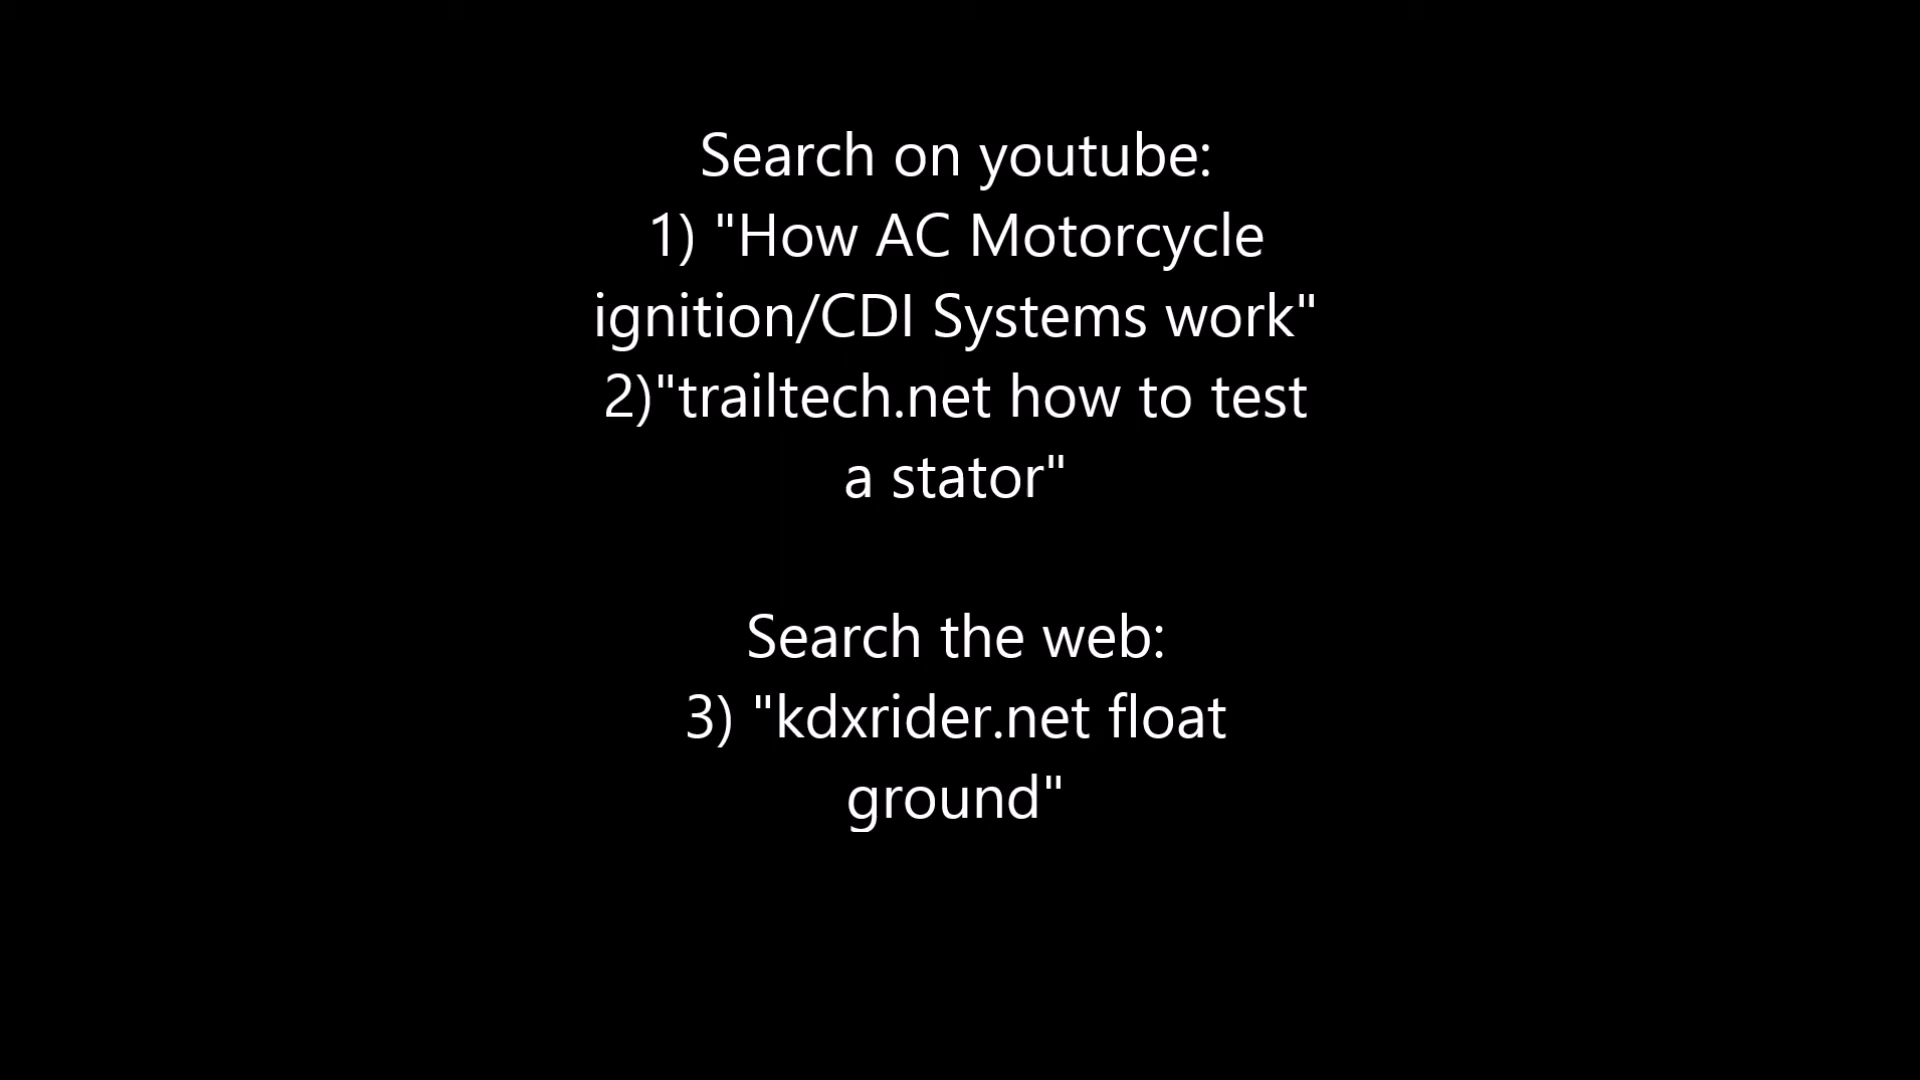 Search on youtube:
1) "How AC Motorcycle
ignition/CDI Systems work"
2)"trailtech.net how to test
a stator"
Search the web:
3) "kdxrider.net float
ground"